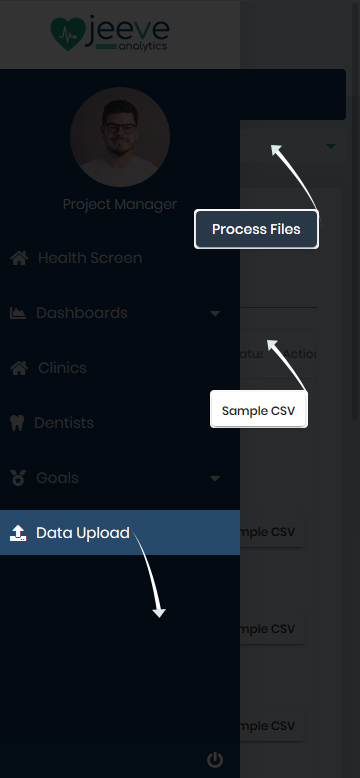 jeeve
analytics
Project Manager
Process Files
Health Screen
Dashboards
atus Action
Clinics
Sample CSV
Dentists
Goals
Data Upload
mple CSV
mple CSV
mple CSV